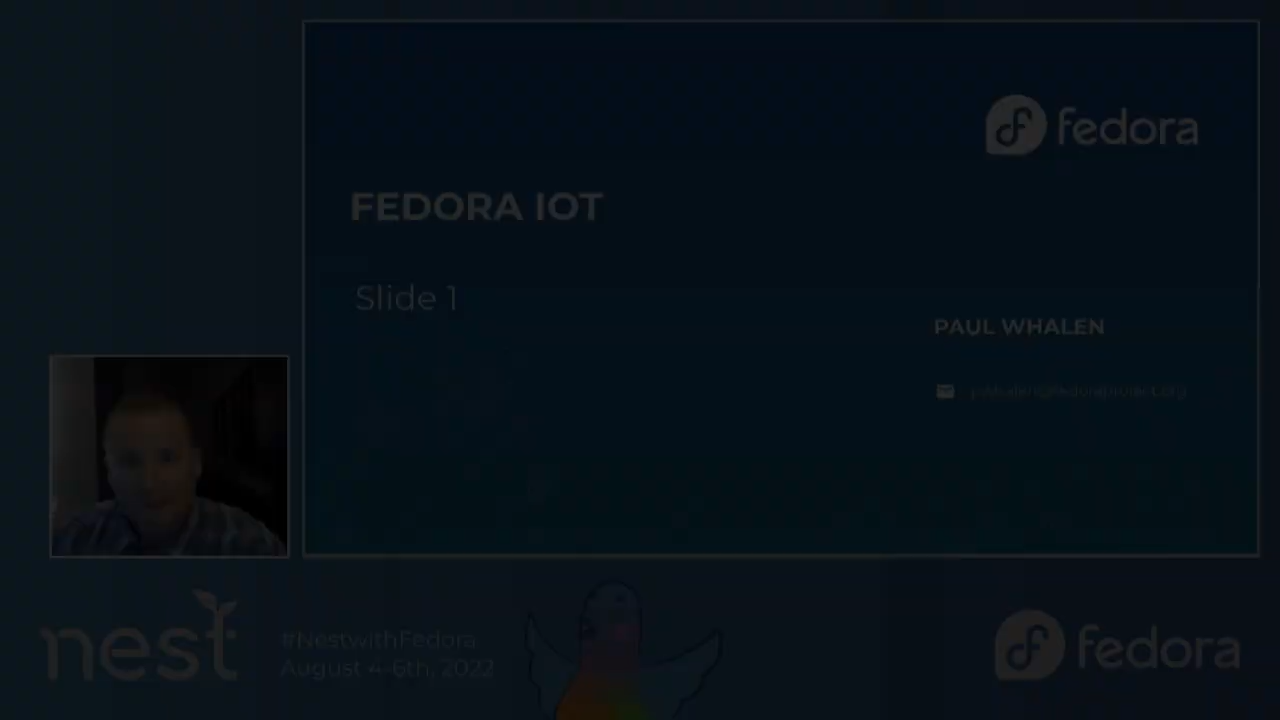 fedora
FEDORA IOT
Slide 1
PAUL WHALEN
nest
#NestwithFedora
August 4-6th, 2022
fedora